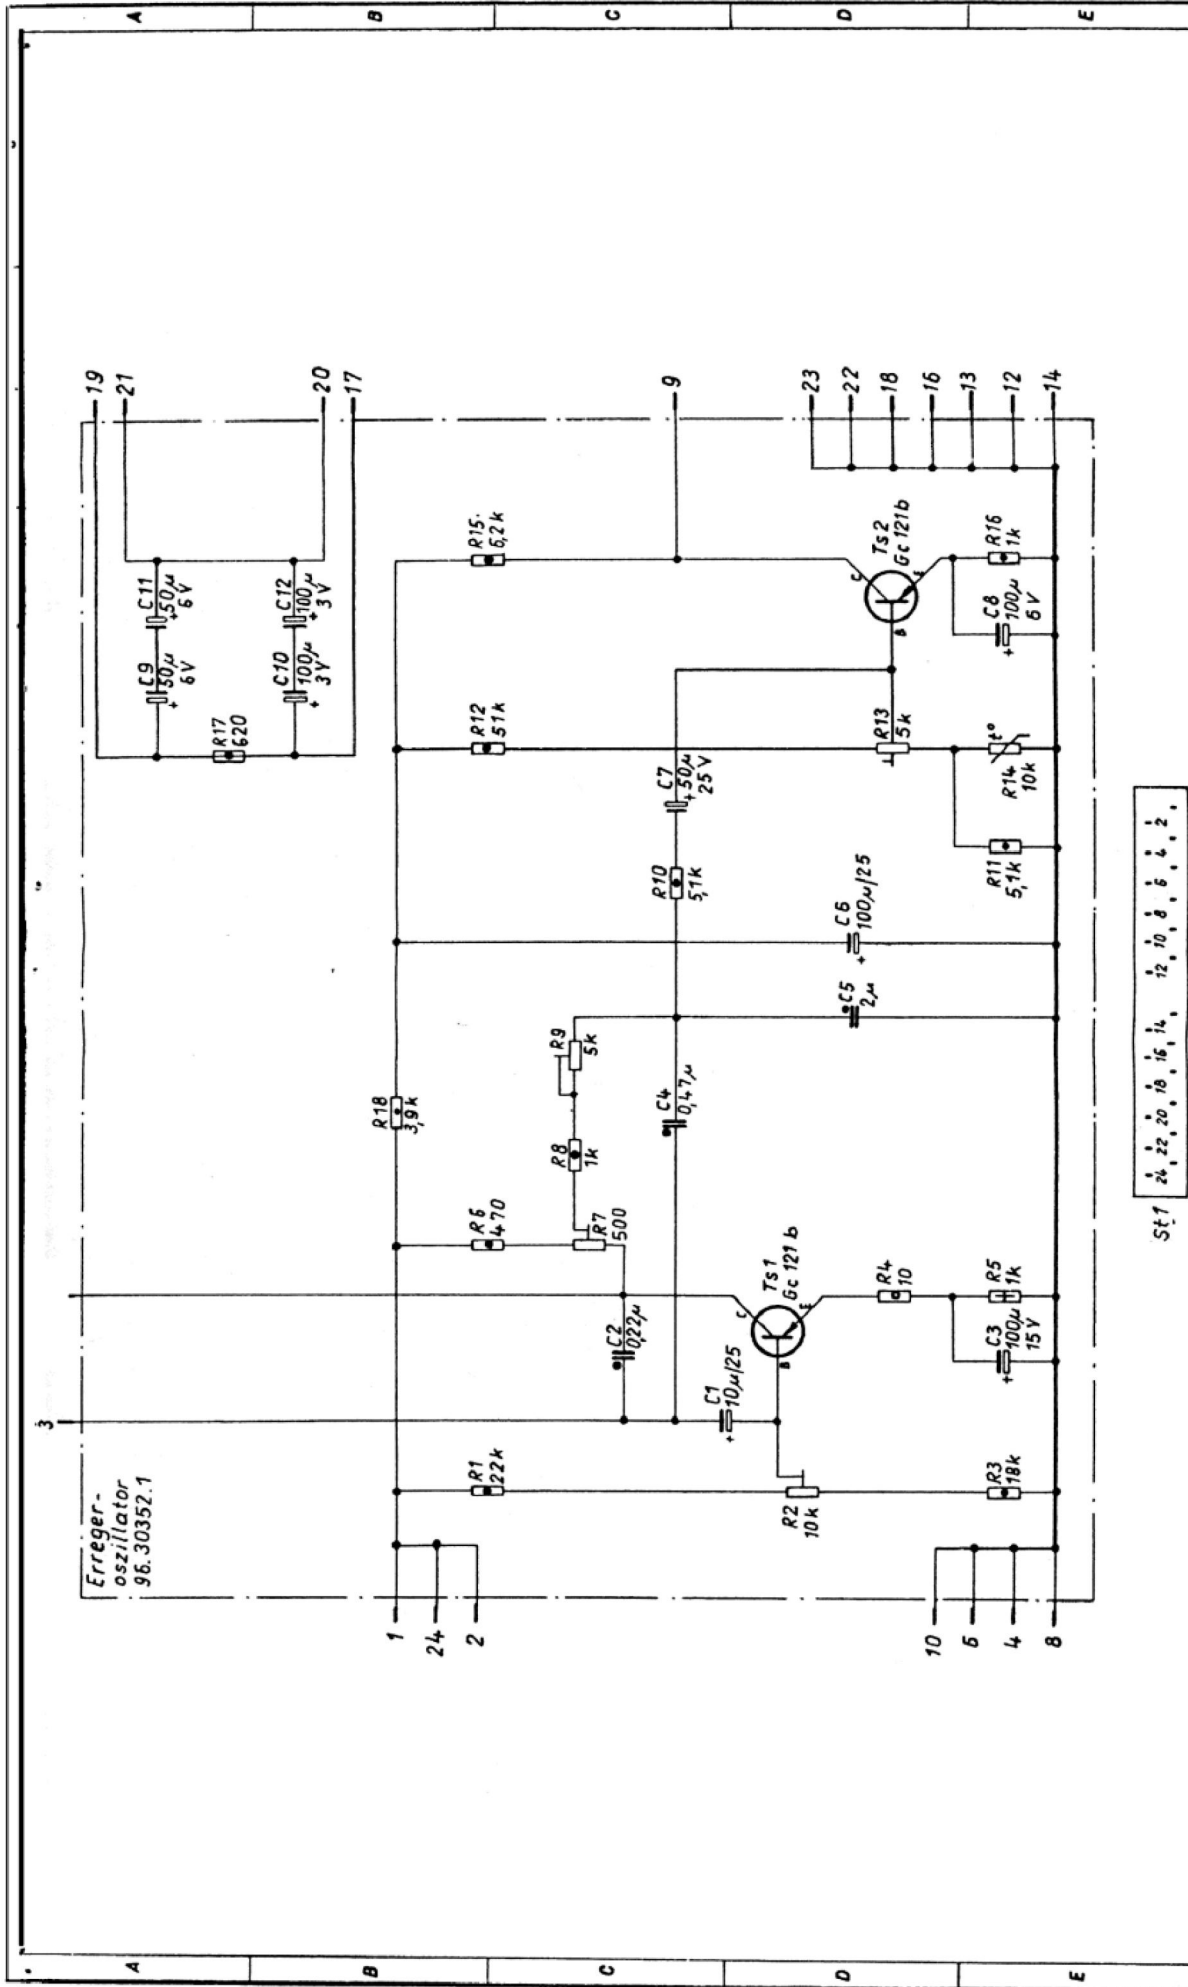 A
B
C
D
E
Erreger-
oszillator
96.30352.1
3
19
21
20
17
C9
50µ
6V
C11
50µ
6V
+
+
R17
620
C10
100µ
3V
C12
100µ
3V
+
+
1
24
2
R18
3,9k
R1
22k
R6
470
R12
51k
R15
6,2k
R7
500
R8
1k
R9
5k
C2
0,22µ
C4
0,47µ
R10
5,1k
C7
+50µ
25V
9
C1
10µ/25
+
Ts1
Gc 121 b
C
B
E
R2
10k
C5
2µ
C6
100µ/25
+
R13
5k
Ts2
Gc 121 b
C
B
E
23
22
18
16
13
12
14
R4
10
R3
18k
C3
100µ
15V
+
R5
1k
R11
5,1k
R14
10k
t°
C8
100µ
6V
+
R16
1k
10
6
4
8
St1
24 22 20 18 16 14 12 10 8 6 4 2
A
B
C
D
E